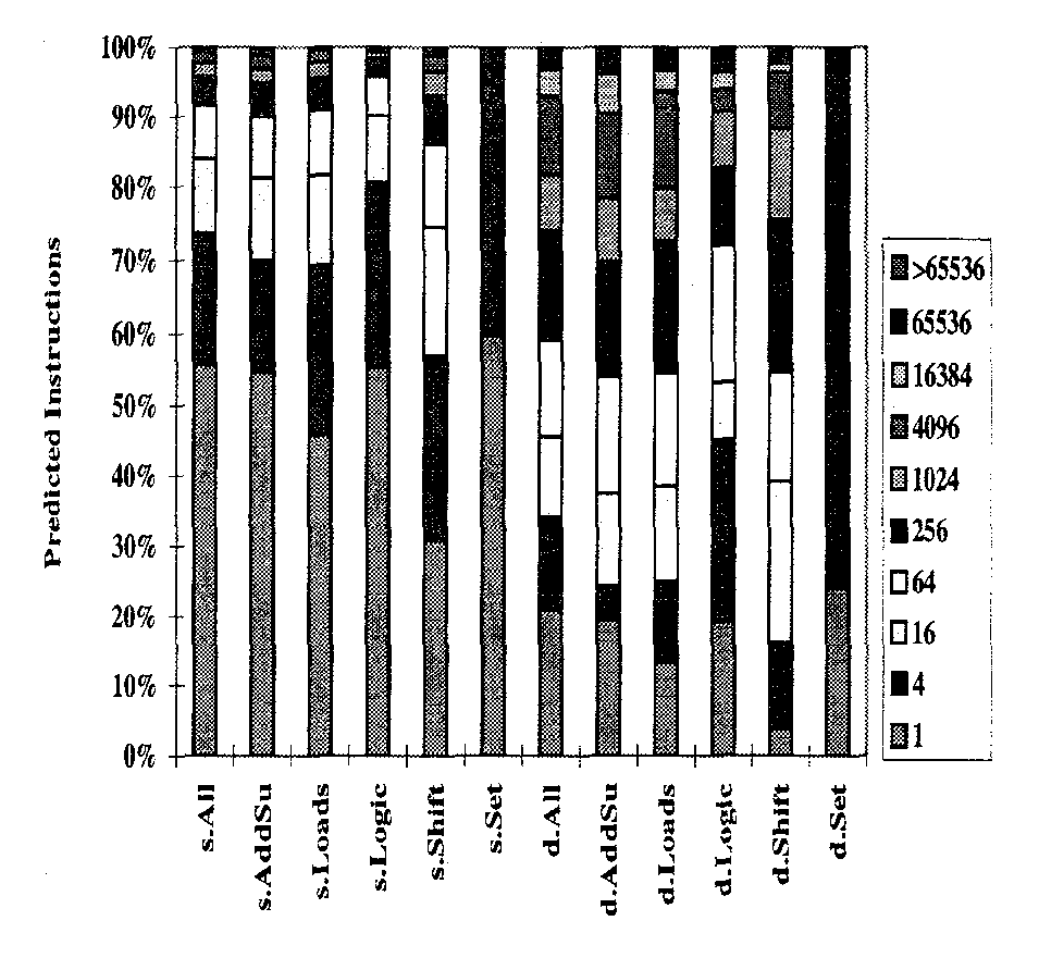 Predicted Instructions
100%
90%
80%
70%
60%
50%
40%
30%
20%
10%
0%
s.All
s.AddSu
s.Loads
s.Logic
s.Shift
s.Set
d.All
d.AddSu
d.Loads
d.Logic
d.Shift
d.Set
>65536
65536
16384
4096
1024
256
64
16
4
1